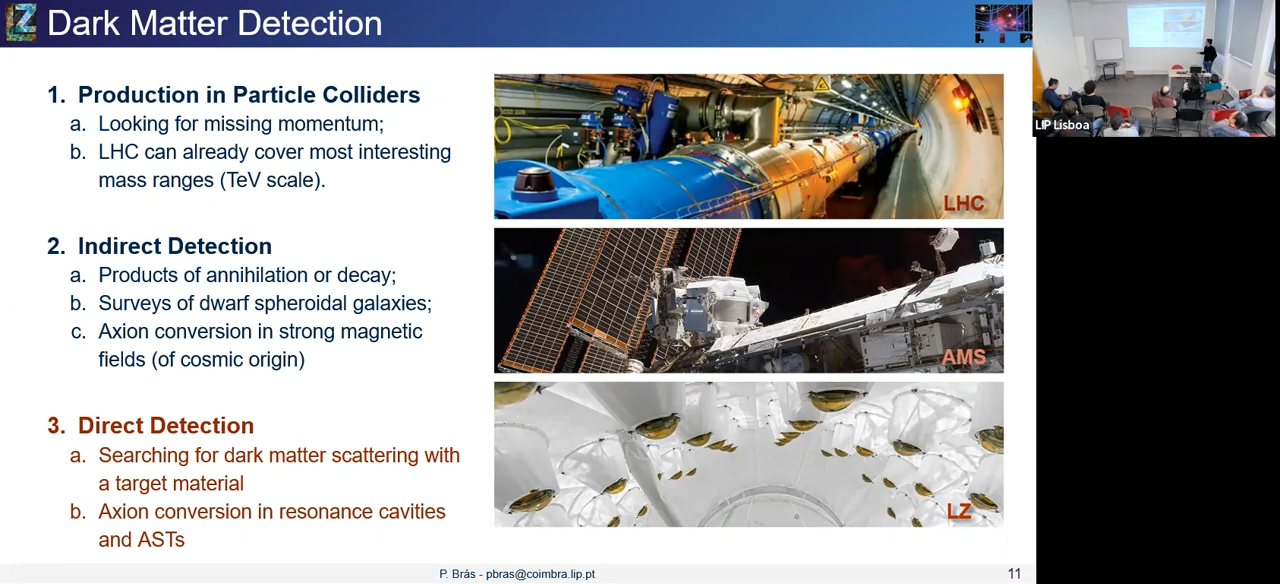 LZ
Dark Matter Detection
1. Production in Particle Colliders
a. Looking for missing momentum;
b. LHC can already cover most interesting
mass ranges (TeV scale).
2. Indirect Detection
a. Products of annihilation or decay;
b. Surveys of dwarf spheroidal galaxies;
c. Axion conversion in strong magnetic
fields (of cosmic origin)
3. Direct Detection
a. Searching for dark matter scattering with
a target material
b. Axion conversion in resonance cavities
and ASTs
LHC
AMS
LZ
P. Brás - pbras@coimbra.lip.pt
11
LIP Lisboa